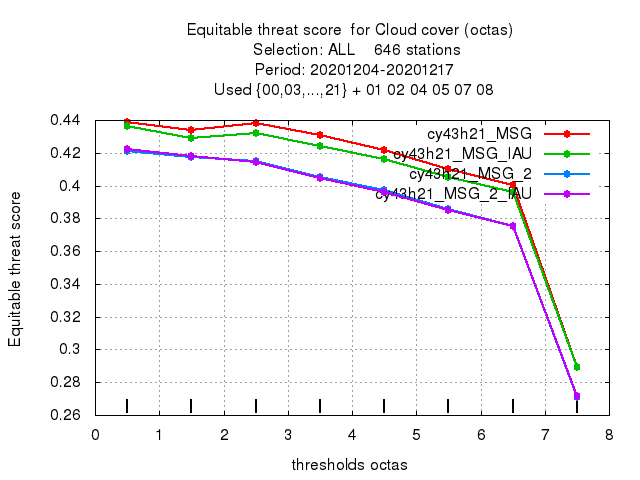 Equitable threat score  for Cloud cover (octas)
Selection: ALL    646 stations
Period: 20201204-20201217
Used {00,03,...,21} + 01 02 04 05 07 08
0.44
0.42
0.4
0.38
0.36
0.34
0.32
0.3
0.28
0.26
Equitable threat score
cy43h21_MSG
cy43h21_MSG_IAU
cy43h21_MSG_2
cy43h21_MSG_2_IAU
0 1 2 3 4 5 6 7 8
thresholds octas